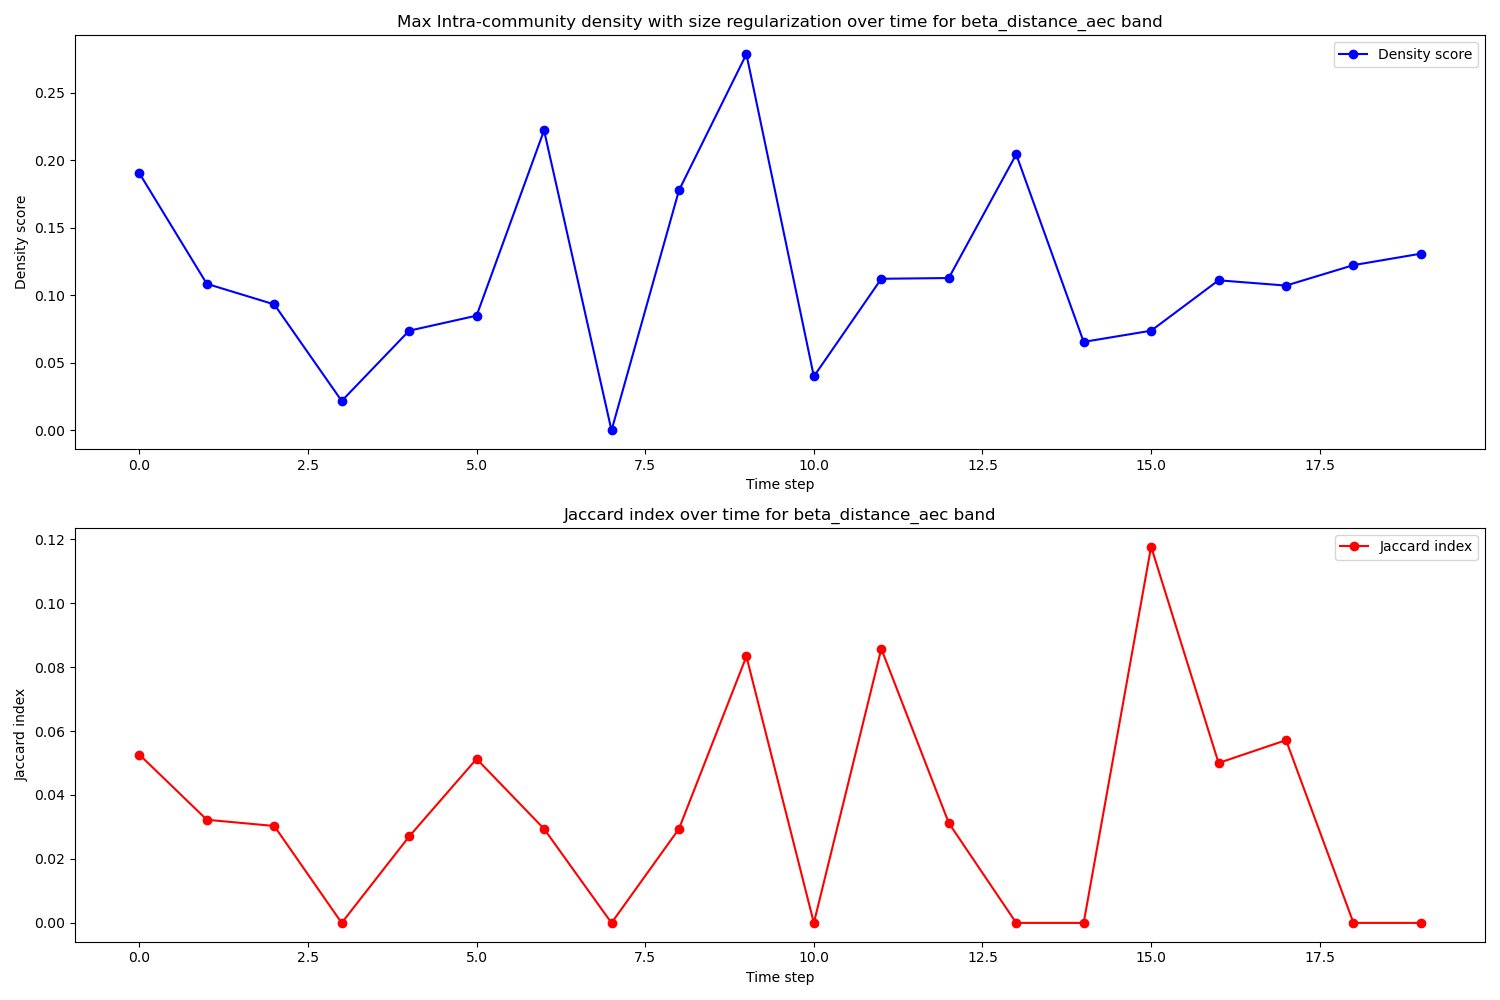 Max Intra-community density with size regularization over time for beta_distance_aec band
Density score
0.25
0.20
0.15
0.10
0.05
0.00
Density score
0.0 2.5 5.0 7.5 10.0 12.5 15.0 17.5
Time step
Jaccard index over time for beta_distance_aec band
Jaccard index
0.12
0.10
0.08
0.06
0.04
0.02
0.00
Jaccard index
0.0 2.5 5.0 7.5 10.0 12.5 15.0 17.5
Time step